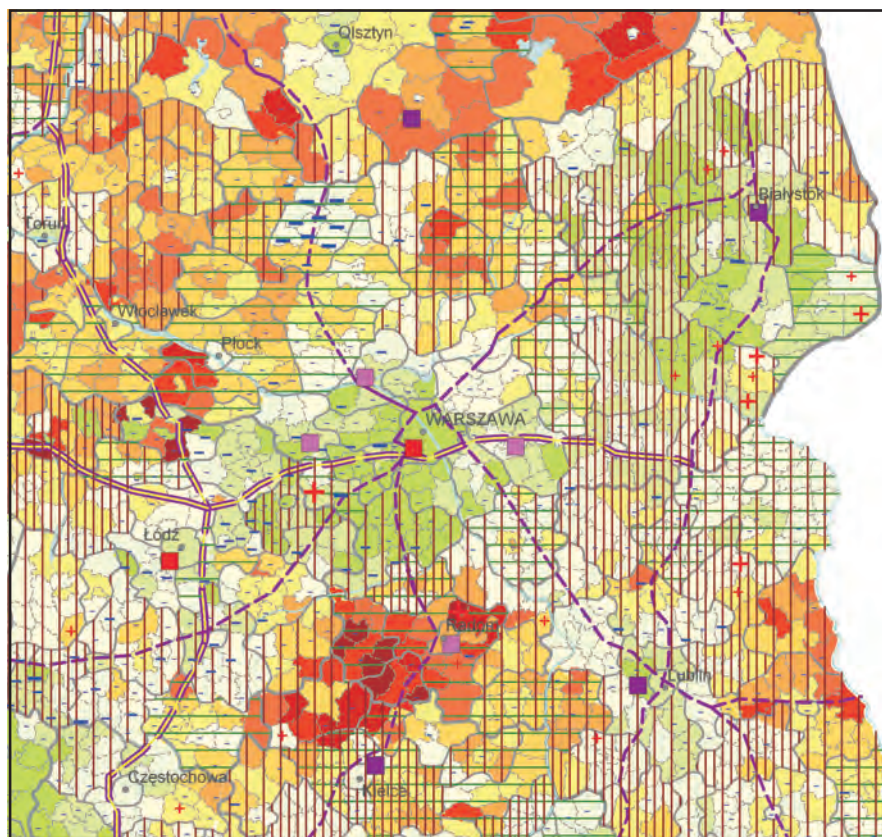 Olsztyn
Białystok
Toruń
Włocławek
Płock
WARSZAWA
Łódź
Radom
Lublin
Częstochowa
Kielce